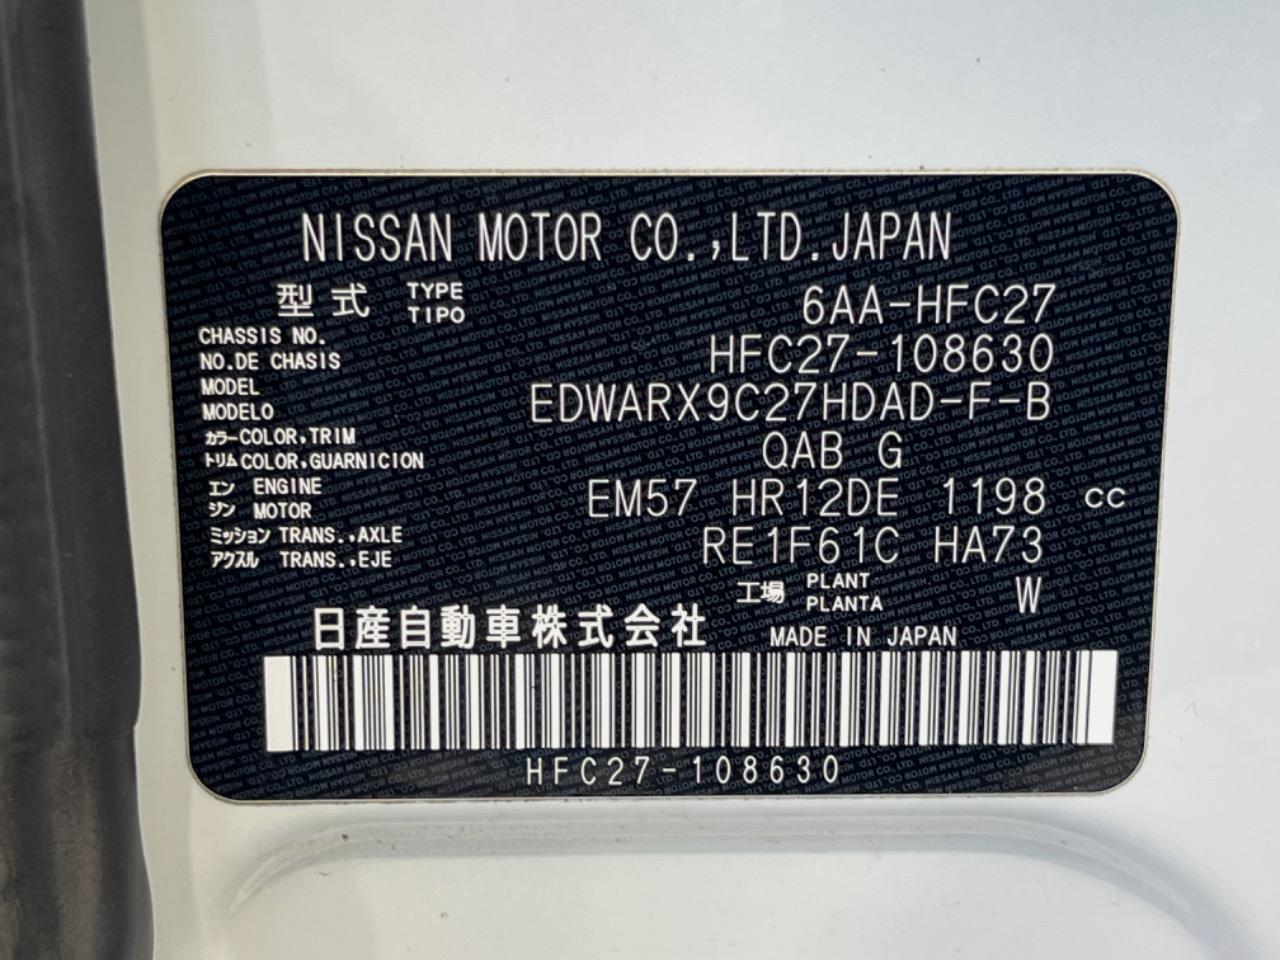 NISSAN MOTOR CO.,LTD.JAPAN
型式 TYPE TIPO 6AA-HFC27
CHASSIS NO.
NO.DE CHASIS HFC27-108630
MODEL
MODELO EDWARX9C27HDAD-F-B
カラー COLOR,TRIM
トリム COLOR,GUARNICION QAB G
エン ENGINE
ジン MOTOR EM57 HR12DE 1198 cc
ミッション TRANS.,AXLE
アクスル TRANS.,EJE RE1F61C HA73
工場 PLANT PLANTA W
日産自動車株式会社 MADE IN JAPAN
HFC27-108630